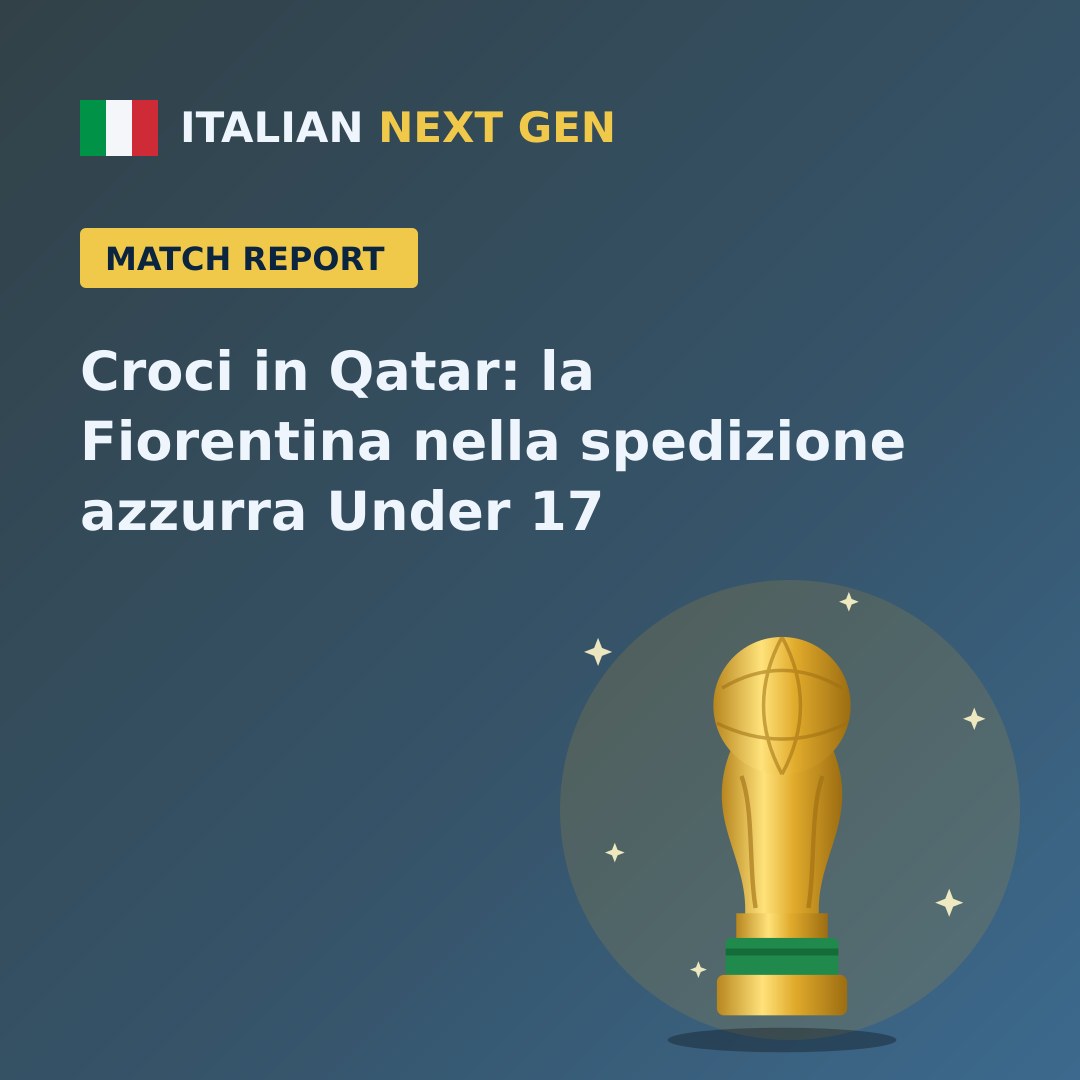 ITALIAN NEXT GEN
MATCH REPORT
Croci in Qatar: la
Fiorentina nella spedizione
azzurra Under 17